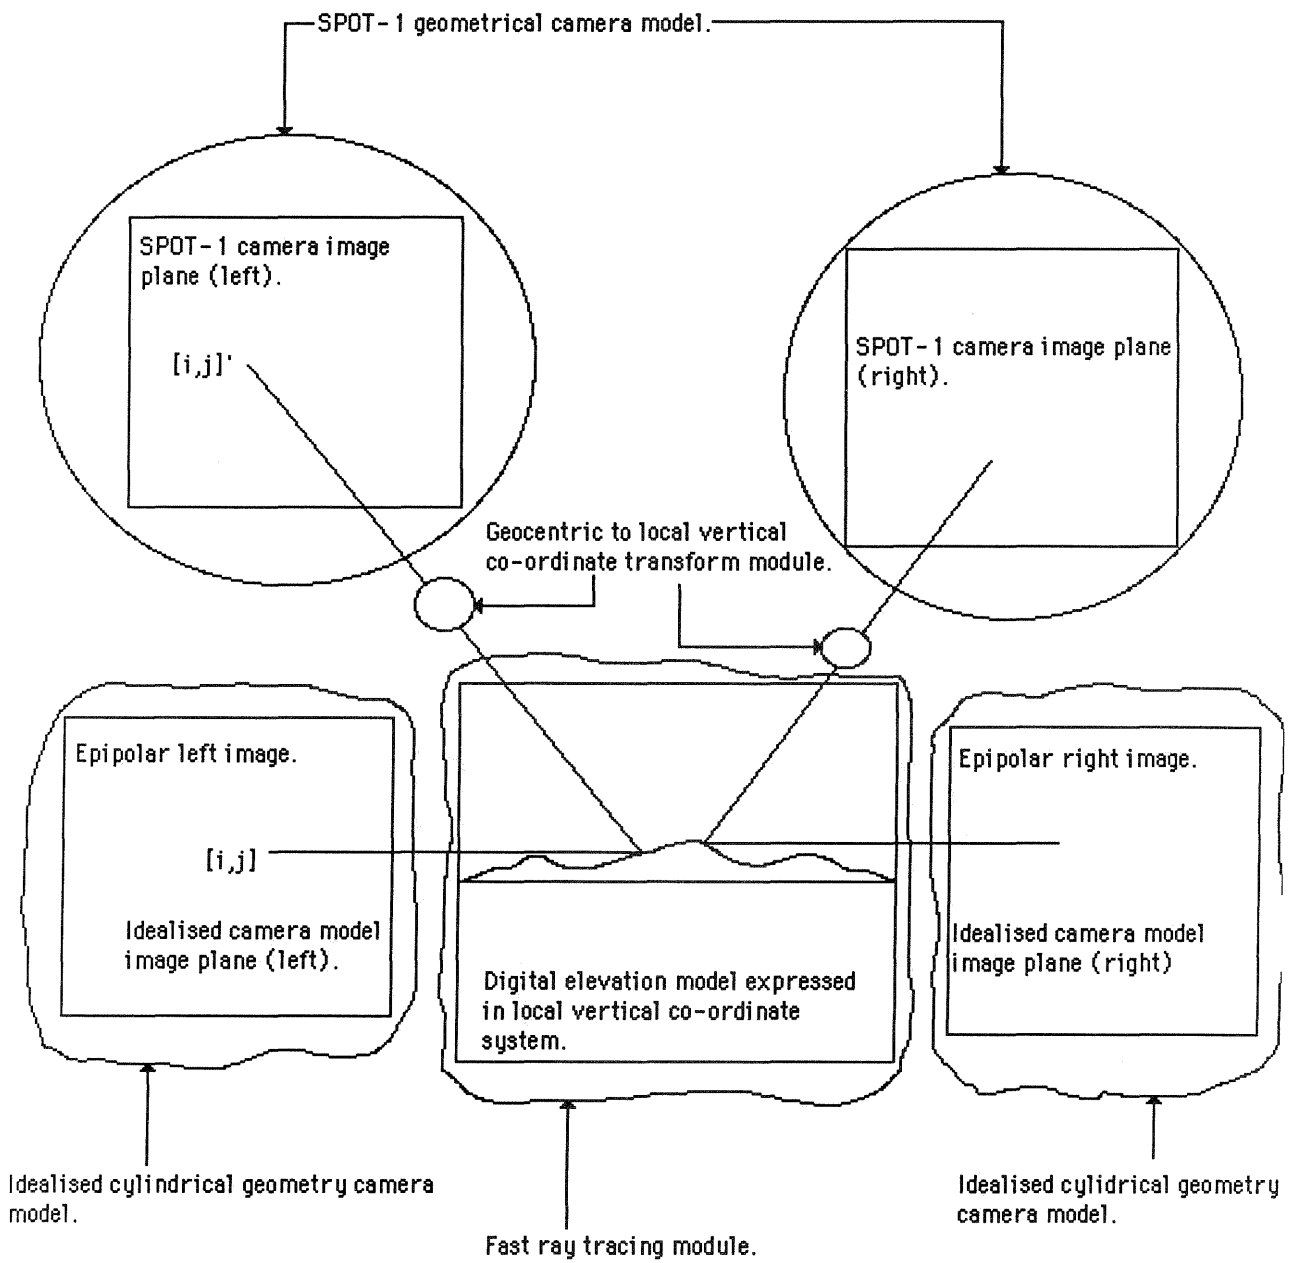 SPOT-1 geometrical camera model.
SPOT-1 camera image
plane (left).
[i,j]'
SPOT-1 camera image plane
(right).
Geocentric to local vertical
co-ordinate transform module.
Epipolar left image.
[i,j]
Idealised camera model
image plane (left).
Digital elevation model expressed
in local vertical co-ordinate
system.
Epipolar right image.
Idealised camera model
image plane (right)
Idealised cylindrical geometry camera
model.
Fast ray tracing module.
Idealised cylidrical geometry
camera model.